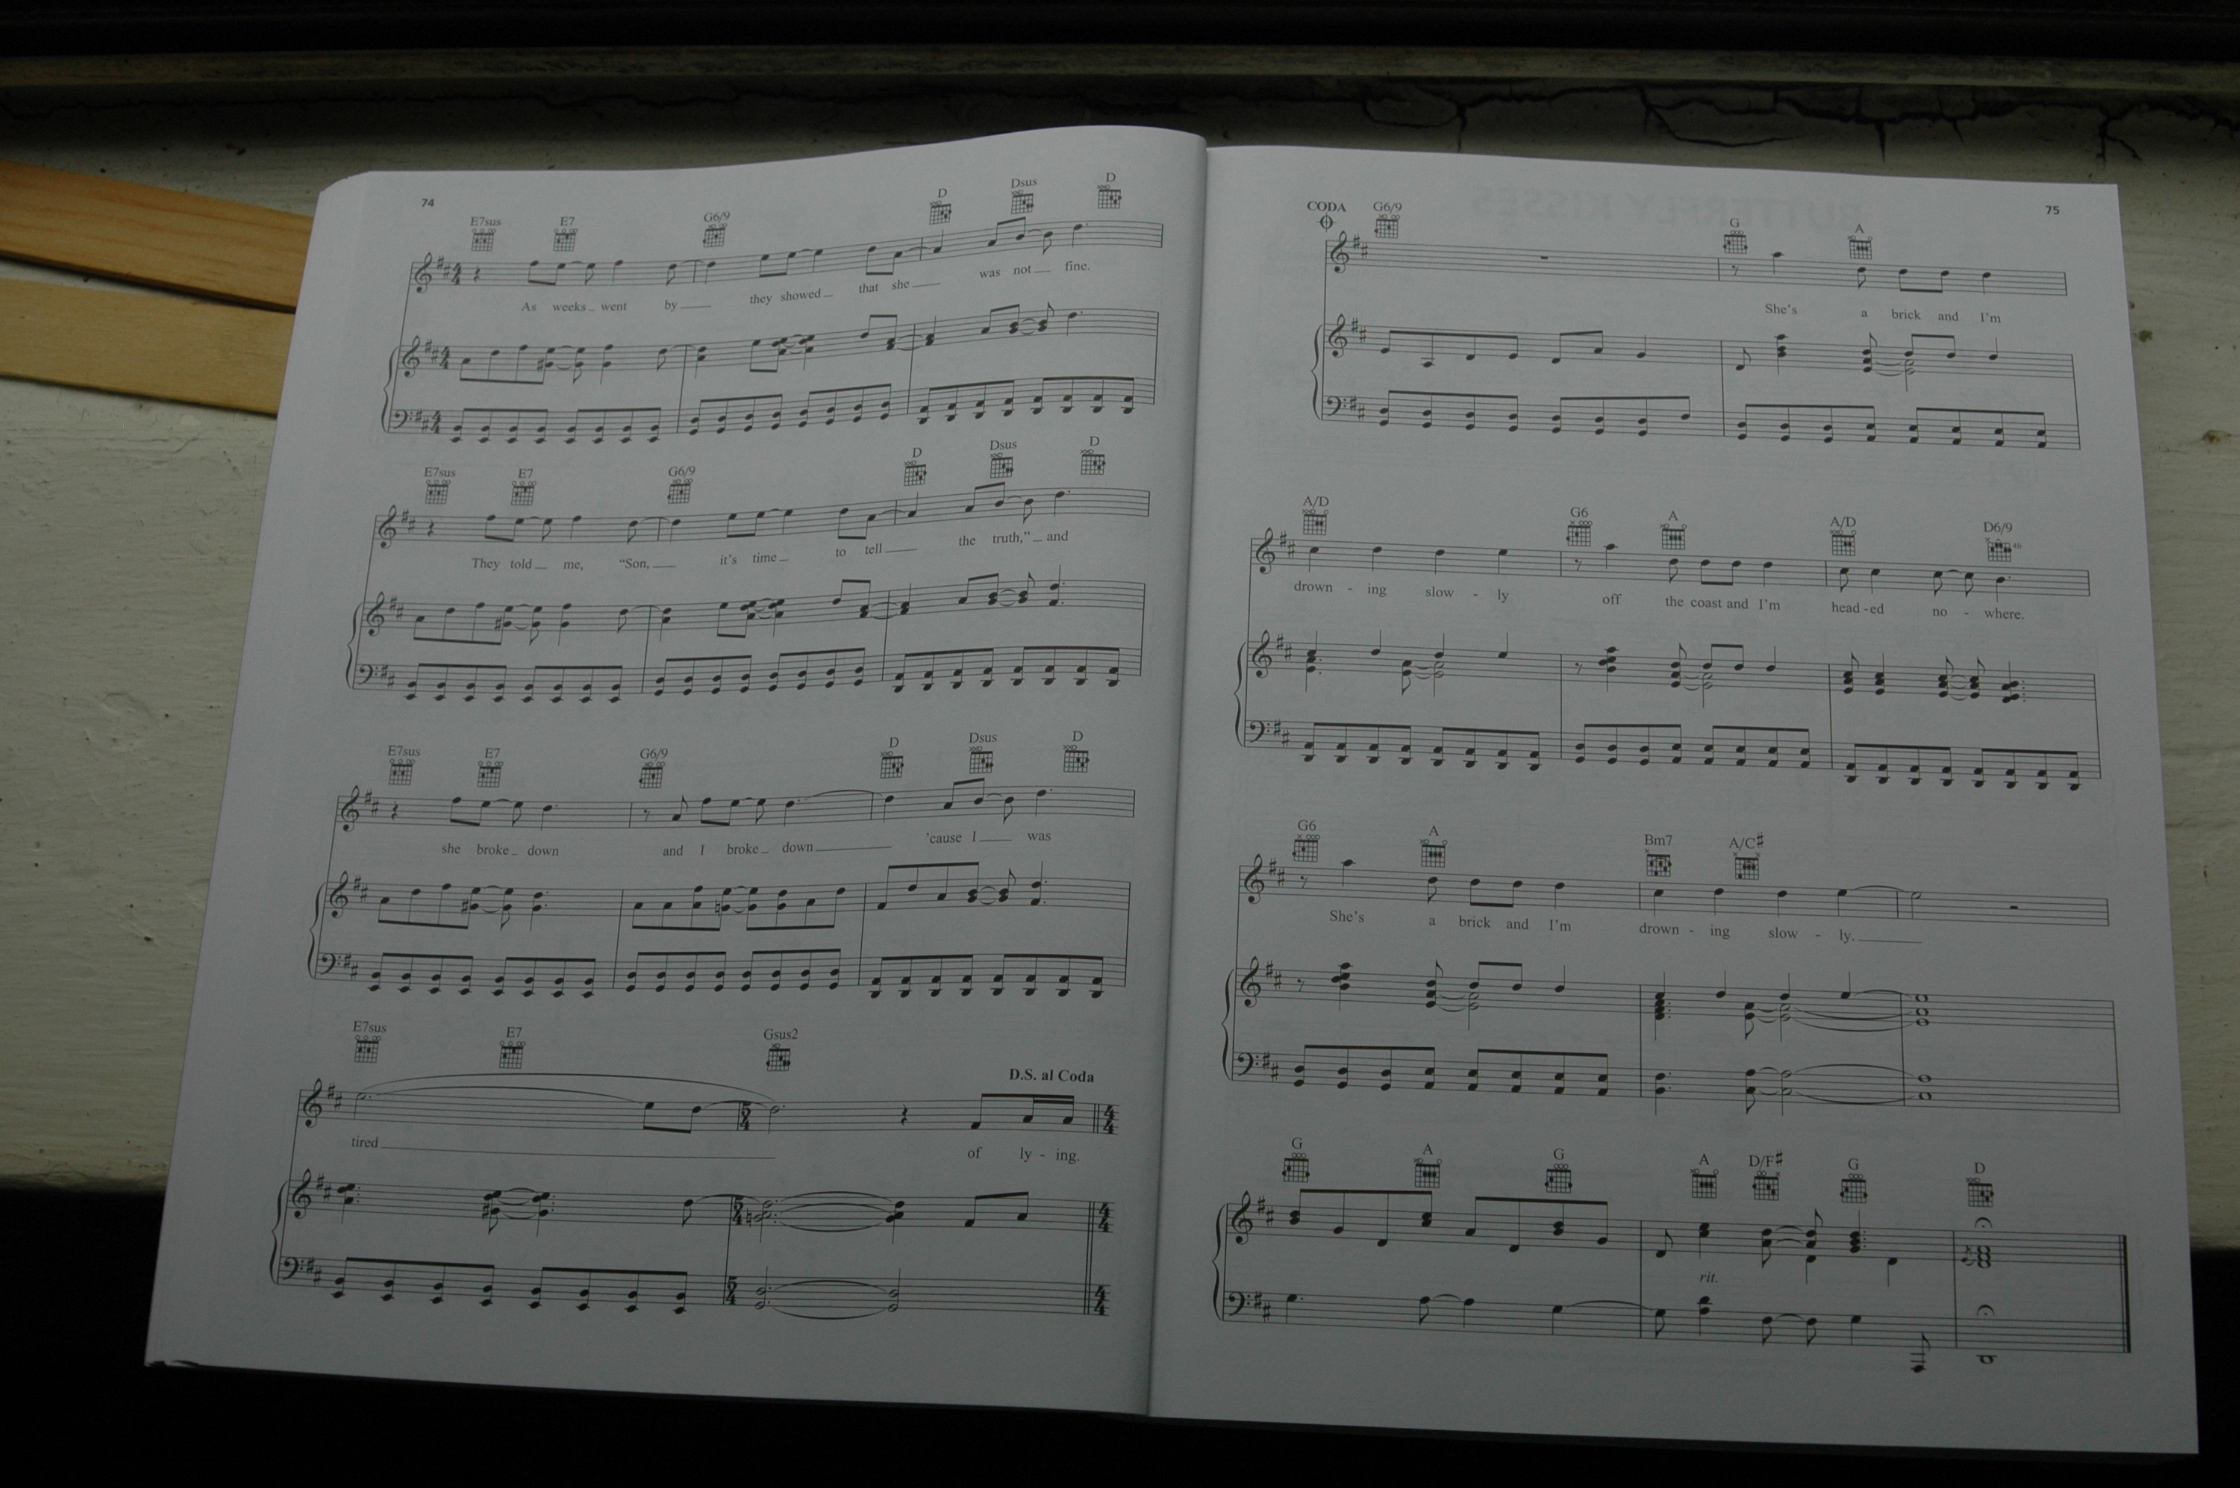 74
E7sus E7 G6/9 D Dsus D
As weeks went by they showed that she was not fine.
E7sus E7 G6/9 D Dsus D
They told me, “Son, it’s time to tell the truth,” and
E7sus E7 G6/9 D Dsus D
she broke down and I broke down ’cause I was
E7sus E7 Gsus2
D.S. al Coda
tired of ly - ing.
75
BUTTERFLY KISSES
CODA G6/9 G A
She’s a brick and I’m
A/D G6 A A/D D6/9
drown - ing slow - ly off the coast and I’m head - ed no - where.
G6 A Bm7 A/C♯
She’s a brick and I’m drown - ing slow - ly.
G A G A D/F♯ G D
rit.